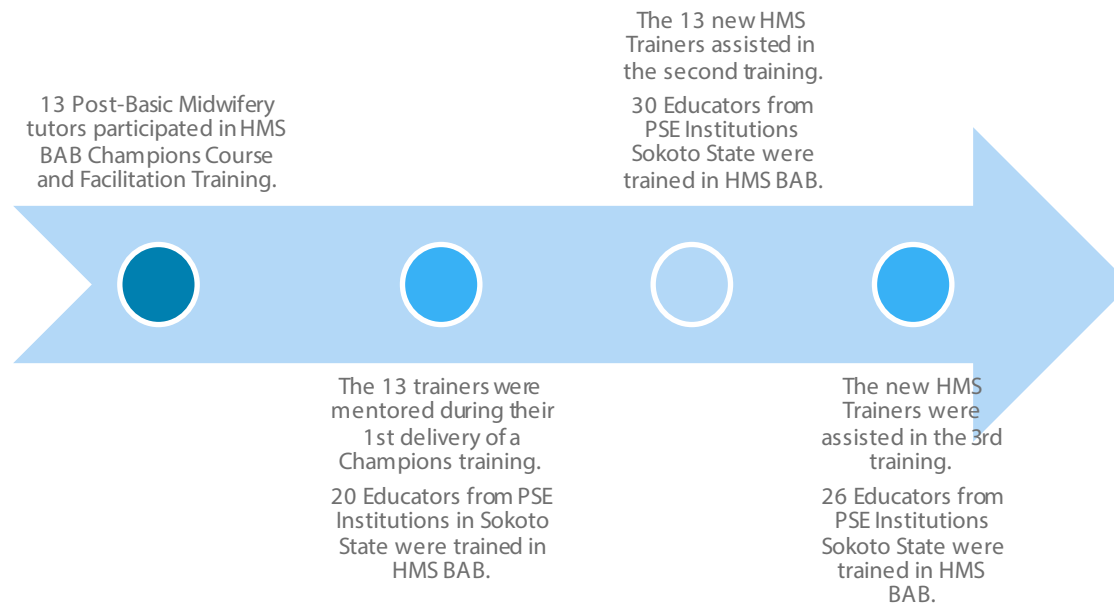 13 Post-Basic Midwifery
tutors participated in HMS
BAB Champions Course
and Facilitation Training.
The 13 trainers were
mentored during their
1st delivery of a
Champions training.
20 Educators from PSE
Institutions in Sokoto
State were trained in
HMS BAB.
The 13 new HMS
Trainers assisted in
the second training.
30 Educators from
PSE Institutions
Sokoto State were
trained in HMS BAB.
The new HMS
Trainers were
assisted in the 3rd
training.
26 Educators from
PSE Institutions
Sokoto State were
trained in HMS
BAB.